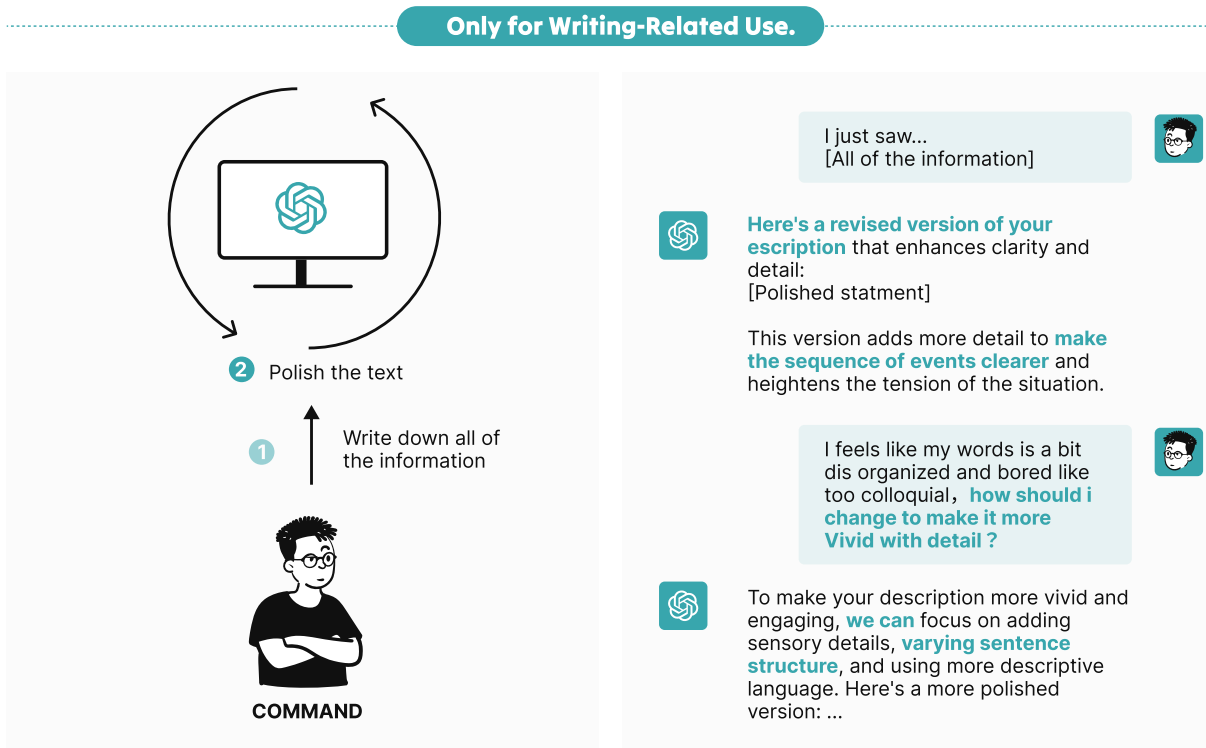 Only for Writing-Related Use.
2 Polish the text
1 Write down all of
the information
COMMAND
I just saw...
[All of the information]
Here's a revised version of your
escription that enhances clarity and
detail:
[Polished statment]
This version adds more detail to make
the sequence of events clearer and
heightens the tension of the situation.
I feels like my words is a bit
dis organized and bored like
too colloquial，how should i
change to make it more
Vivid with detail？
To make your description more vivid and
engaging, we can focus on adding
sensory details, varying sentence
structure, and using more descriptive
language. Here's a more polished
version: ...